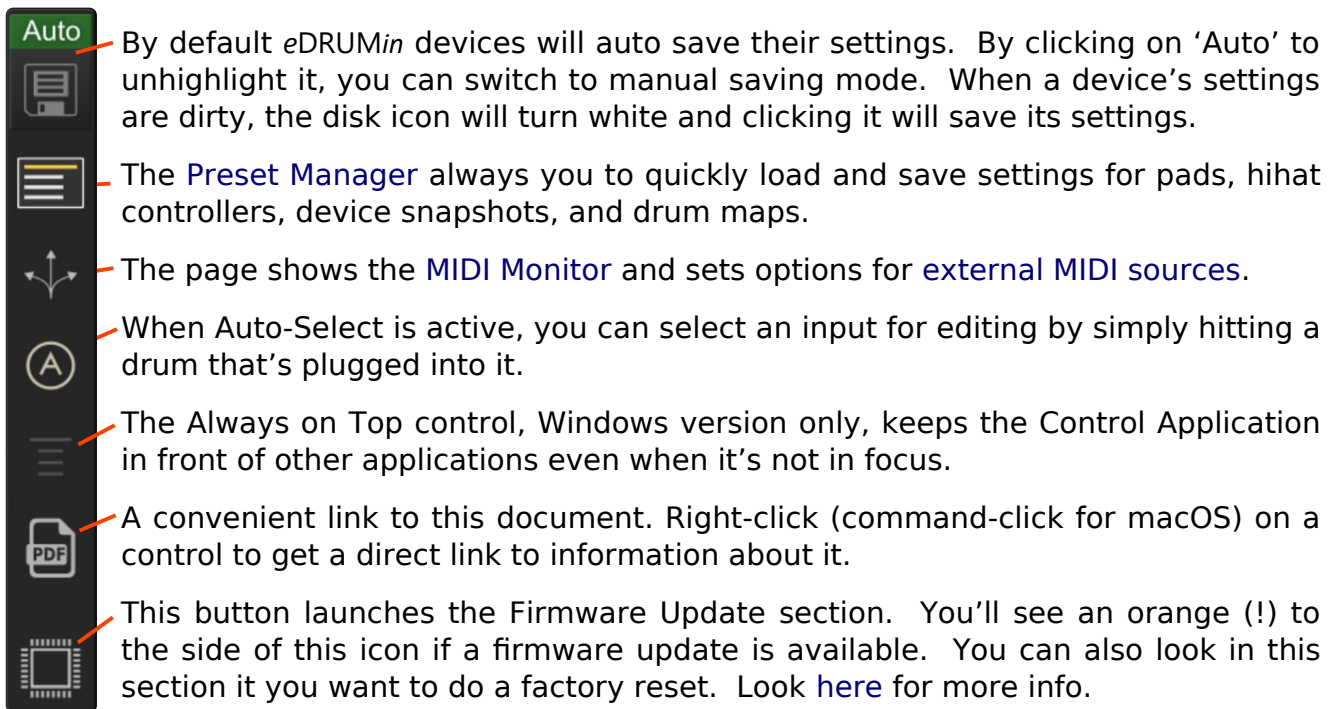 Auto
By default eDRUMin devices will auto save their settings. By clicking on ‘Auto’ to
unhighlight it, you can switch to manual saving mode. When a device’s settings
are dirty, the disk icon will turn white and clicking it will save its settings.
The Preset Manager always you to quickly load and save settings for pads, hihat
controllers, device snapshots, and drum maps.
The page shows the MIDI Monitor and sets options for external MIDI sources.
A
When Auto-Select is active, you can select an input for editing by simply hitting a
drum that’s plugged into it.
The Always on Top control, Windows version only, keeps the Control Application
in front of other applications even when it’s not in focus.
PDF
A convenient link to this document. Right-click (command-click for macOS) on a
control to get a direct link to information about it.
This button launches the Firmware Update section. You’ll see an orange (!) to
the side of this icon if a firmware update is available. You can also look in this
section it you want to do a factory reset. Look here for more info.